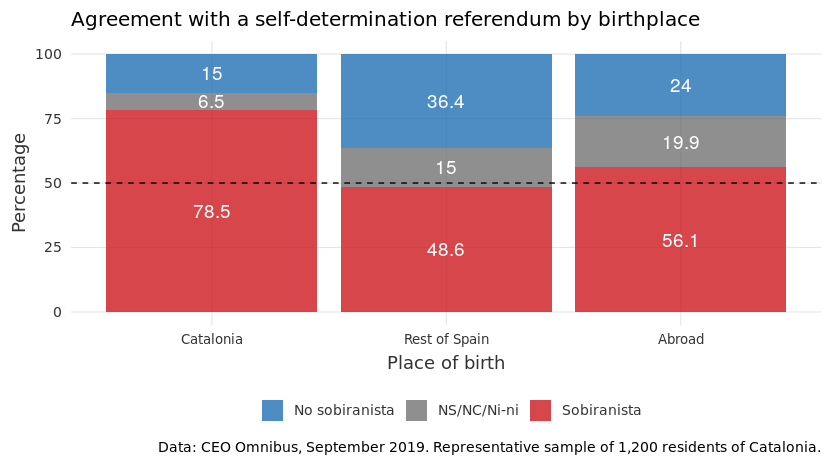 Agreement with a self-determination referendum by birthplace
Percentage
100
75
50
25
0
15
6.5
78.5
36.4
15
48.6
24
19.9
56.1
Catalonia
Rest of Spain
Abroad
Place of birth
No sobiranista
NS/NC/Ni-ni
Sobiranista
Data: CEO Omnibus, September 2019. Representative sample of 1,200 residents of Catalonia.